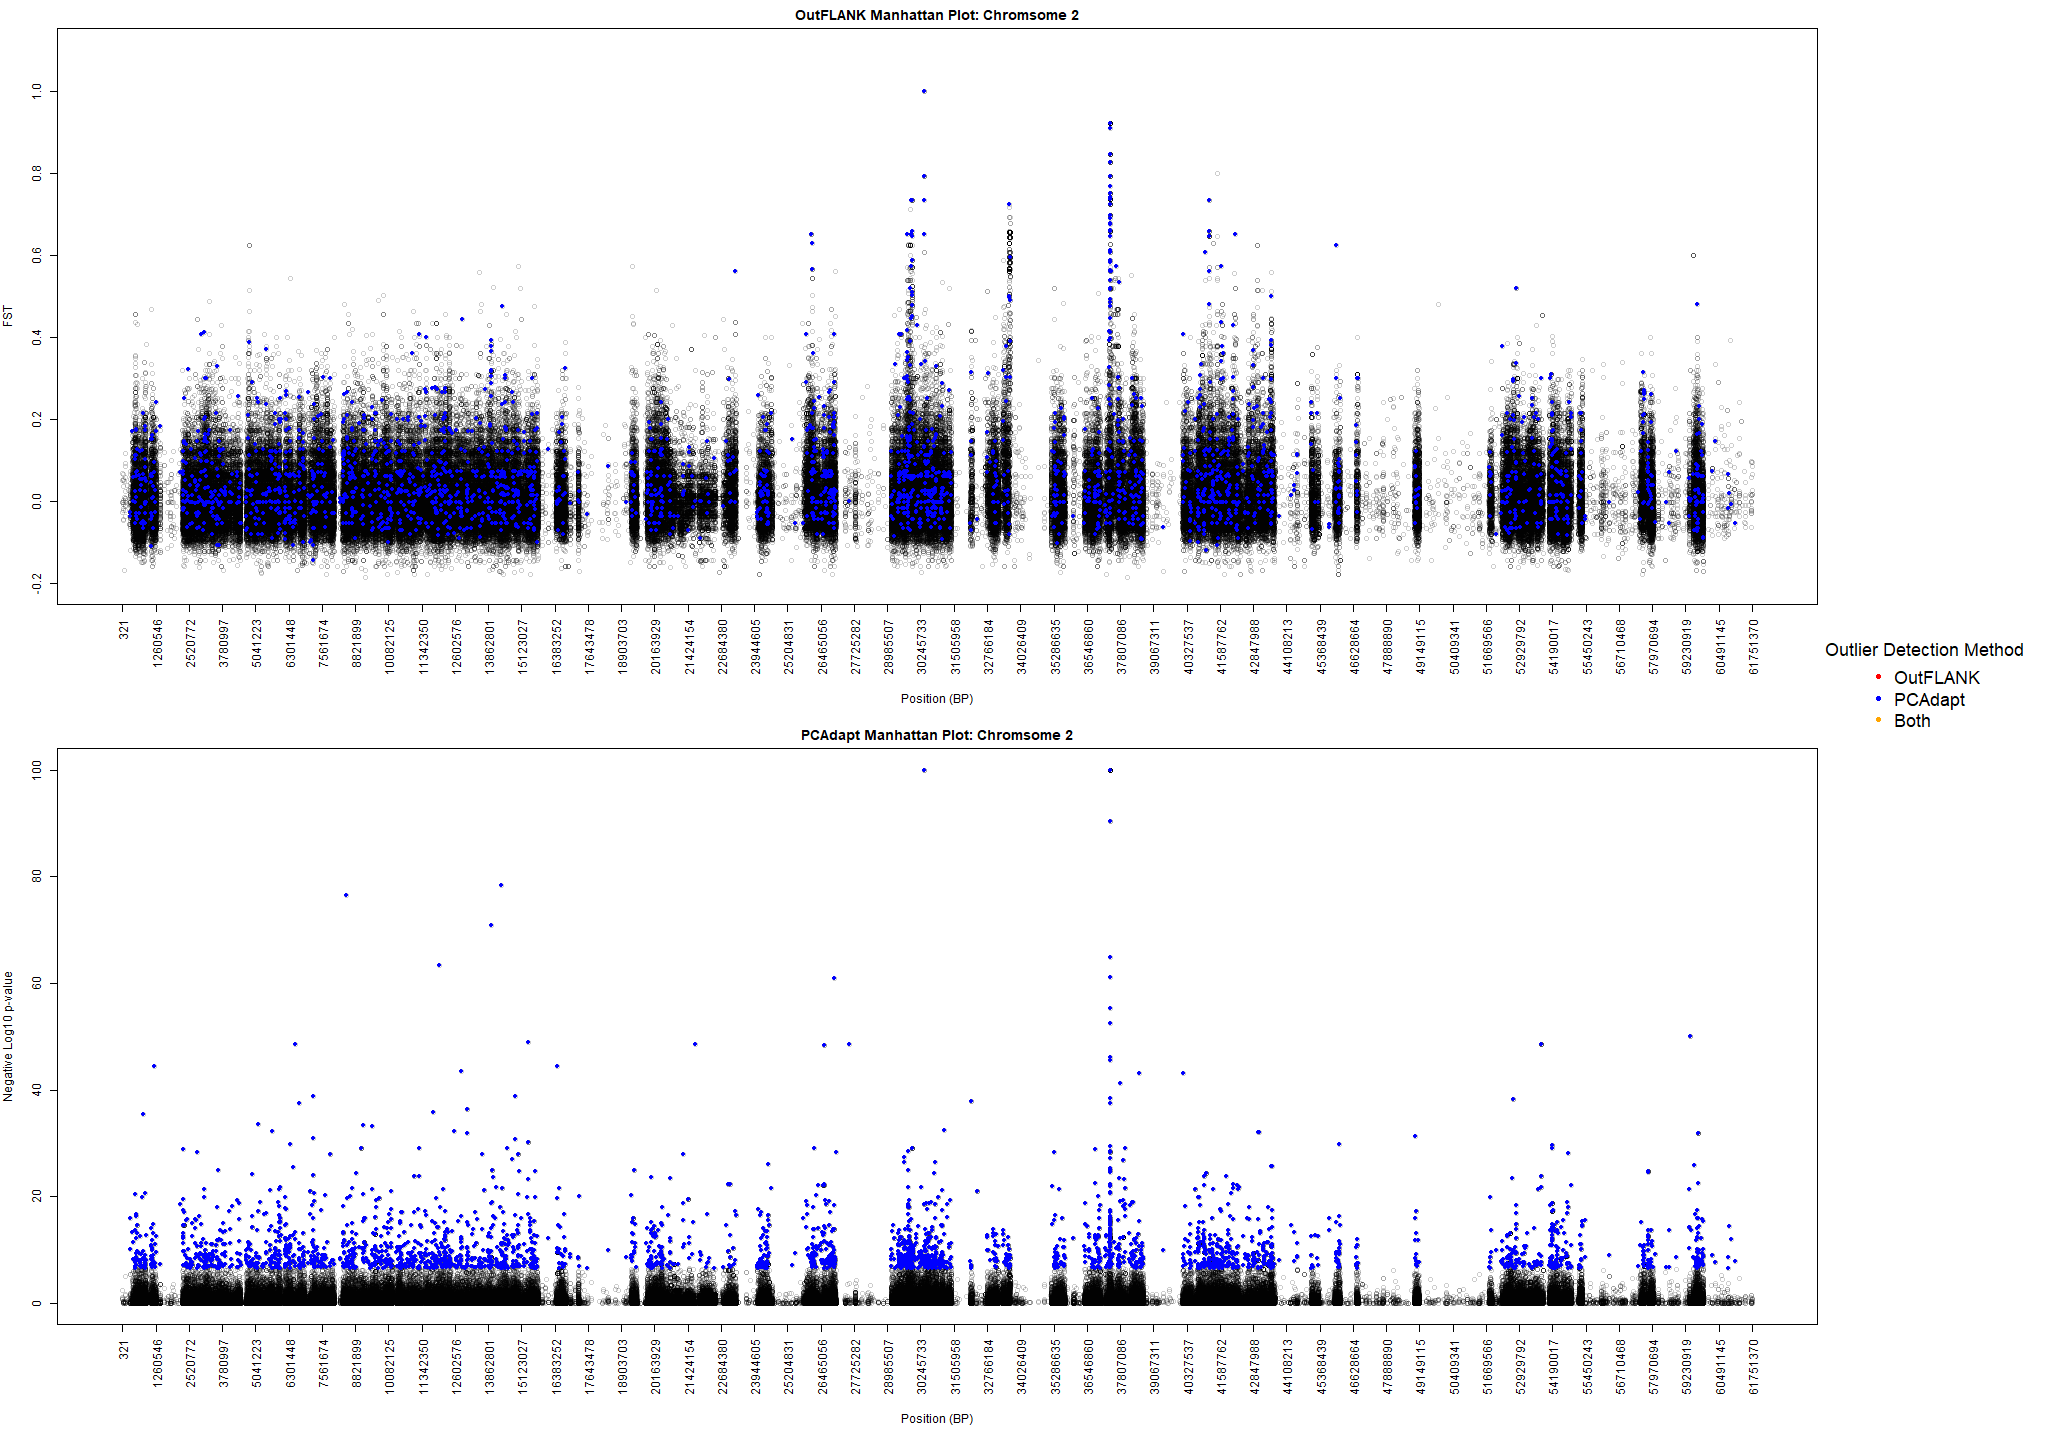 OutFLANK Manhattan Plot: Chromsome 2
FST
-0.2 0.0 0.2 0.4 0.6 0.8 1.0
321 1260546 2520772 3780997 5041223 6301448 7561674 8821899 10082125 11342350 12602576 13862801 15123027 16383252 17643478 18903703 20163929 21424154 22684380 23944605 25204831 26465056 27725282 28985507 30245733 31505958 32766184 34026409 35286635 36546860 37807086 39067311 40327537 41587762 42847988 44108213 45368439 46628664 47888890 49149115 50409341 51669566 52929792 54190017 55450243 56710468 57970694 59230919 60491145 61751370
Position (BP)
Outlier Detection Method
OutFLANK
PCAdapt
Both
PCAdapt Manhattan Plot: Chromsome 2
Negative Log10 p-value
0 20 40 60 80 100
321 1260546 2520772 3780997 5041223 6301448 7561674 8821899 10082125 11342350 12602576 13862801 15123027 16383252 17643478 18903703 20163929 21424154 22684380 23944605 25204831 26465056 27725282 28985507 30245733 31505958 32766184 34026409 35286635 36546860 37807086 39067311 40327537 41587762 42847988 44108213 45368439 46628664 47888890 49149115 50409341 51669566 52929792 54190017 55450243 56710468 57970694 59230919 60491145 61751370
Position (BP)